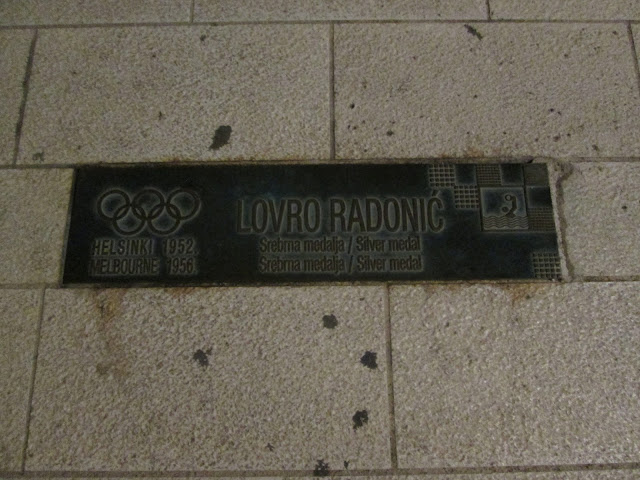 LOVRO RADONIĆ
HELSINKI 1952 Srebrna medalja / Silver medal
MELBOURNE 1956 Srebrna medalja / Silver medal